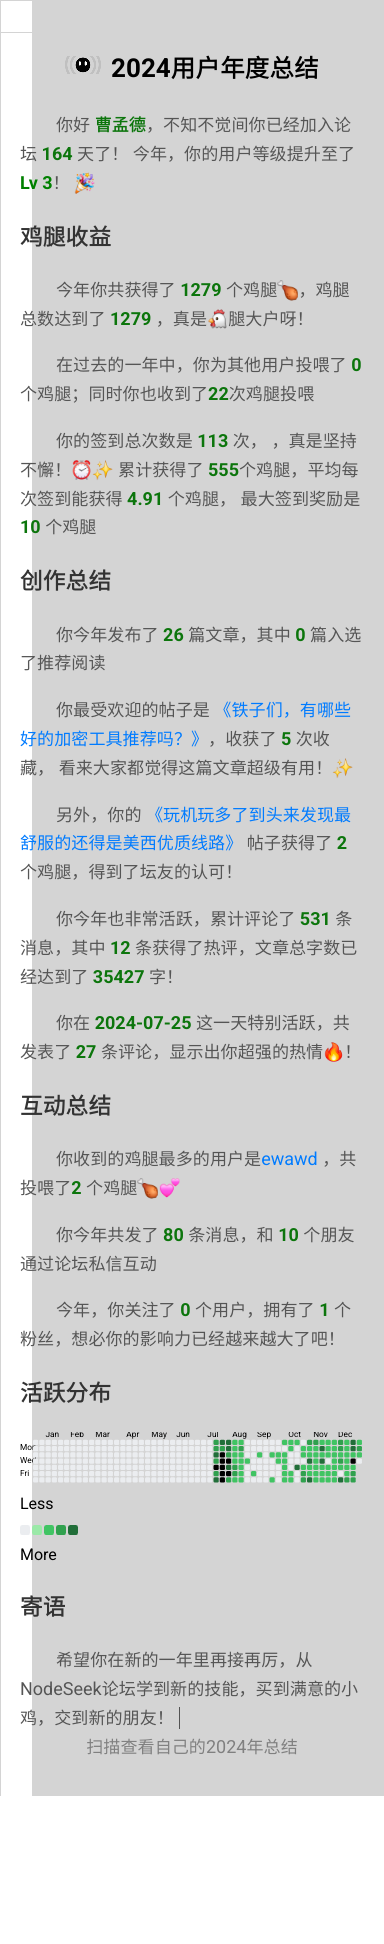 2024用户年度总结
你好 曹孟德，不知不觉间你已经加入论
坛 164 天了！ 今年，你的用户等级提升至了
Lv 3！ 🎉
鸡腿收益
今年你共获得了 1279 个鸡腿🍗，鸡腿
总数达到了 1279 ，真是🐔腿大户呀！
在过去的一年中，你为其他用户投喂了 0
个鸡腿；同时你也收到了22次鸡腿投喂
你的签到总次数是 113 次， ，真是坚持
不懈！⏰✨ 累计获得了 555个鸡腿，平均每
次签到能获得 4.91 个鸡腿， 最大签到奖励是
10 个鸡腿
创作总结
你今年发布了 26 篇文章，其中 0 篇入选
了推荐阅读
你最受欢迎的帖子是 《铁子们，有哪些
好的加密工具推荐吗？》，收获了 5 次收
藏， 看来大家都觉得这篇文章超级有用！✨
另外，你的 《玩机玩多了到头来发现最
舒服的还得是美西优质线路》 帖子获得了 2
个鸡腿，得到了坛友的认可！
你今年也非常活跃，累计评论了 531 条
消息，其中 12 条获得了热评，文章总字数已
经达到了 35427 字！
你在 2024-07-25 这一天特别活跃，共
发表了 27 条评论，显示出你超强的热情🔥！
互动总结
你收到的鸡腿最多的用户是ewawd ，共
投喂了2 个鸡腿🍗💕
你今年共发了 80 条消息，和 10 个朋友
通过论坛私信互动
今年，你关注了 0 个用户，拥有了 1 个
粉丝，想必你的影响力已经越来越大了吧！
活跃分布
Jan Feb Mar Apr May Jun Jul Aug Sep Oct Nov Dec
Mon
Wed
Fri
Less
More
寄语
希望你在新的一年里再接再厉，从
NodeSeek论坛学到新的技能，买到满意的小
鸡，交到新的朋友！
扫描查看自己的2024年总结